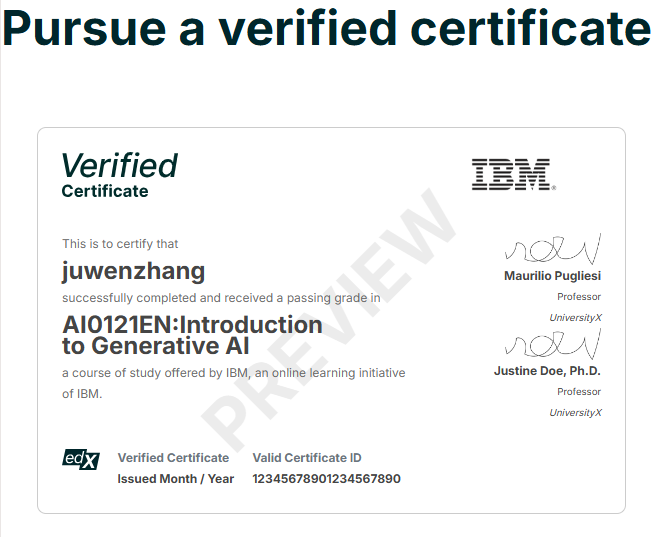 Pursue a verified certificate
Verified
Certificate
IBM®
This is to certify that
juwenzhang
successfully completed and received a passing grade in
AI0121EN:Introduction
to Generative AI
a course of study offered by IBM, an online learning initiative
of IBM.
Maurilio Pugliesi
Professor
UniversityX
Justine Doe, Ph.D.
Professor
UniversityX
PREVIEW
edX
Verified Certificate
Issued Month / Year
Valid Certificate ID
12345678901234567890